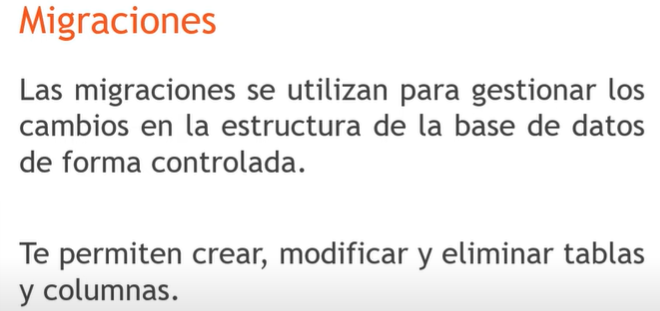 Migraciones
Las migraciones se utilizan para gestionar los
cambios en la estructura de la base de datos
de forma controlada.
Te permiten crear, modificar y eliminar tablas
y columnas.